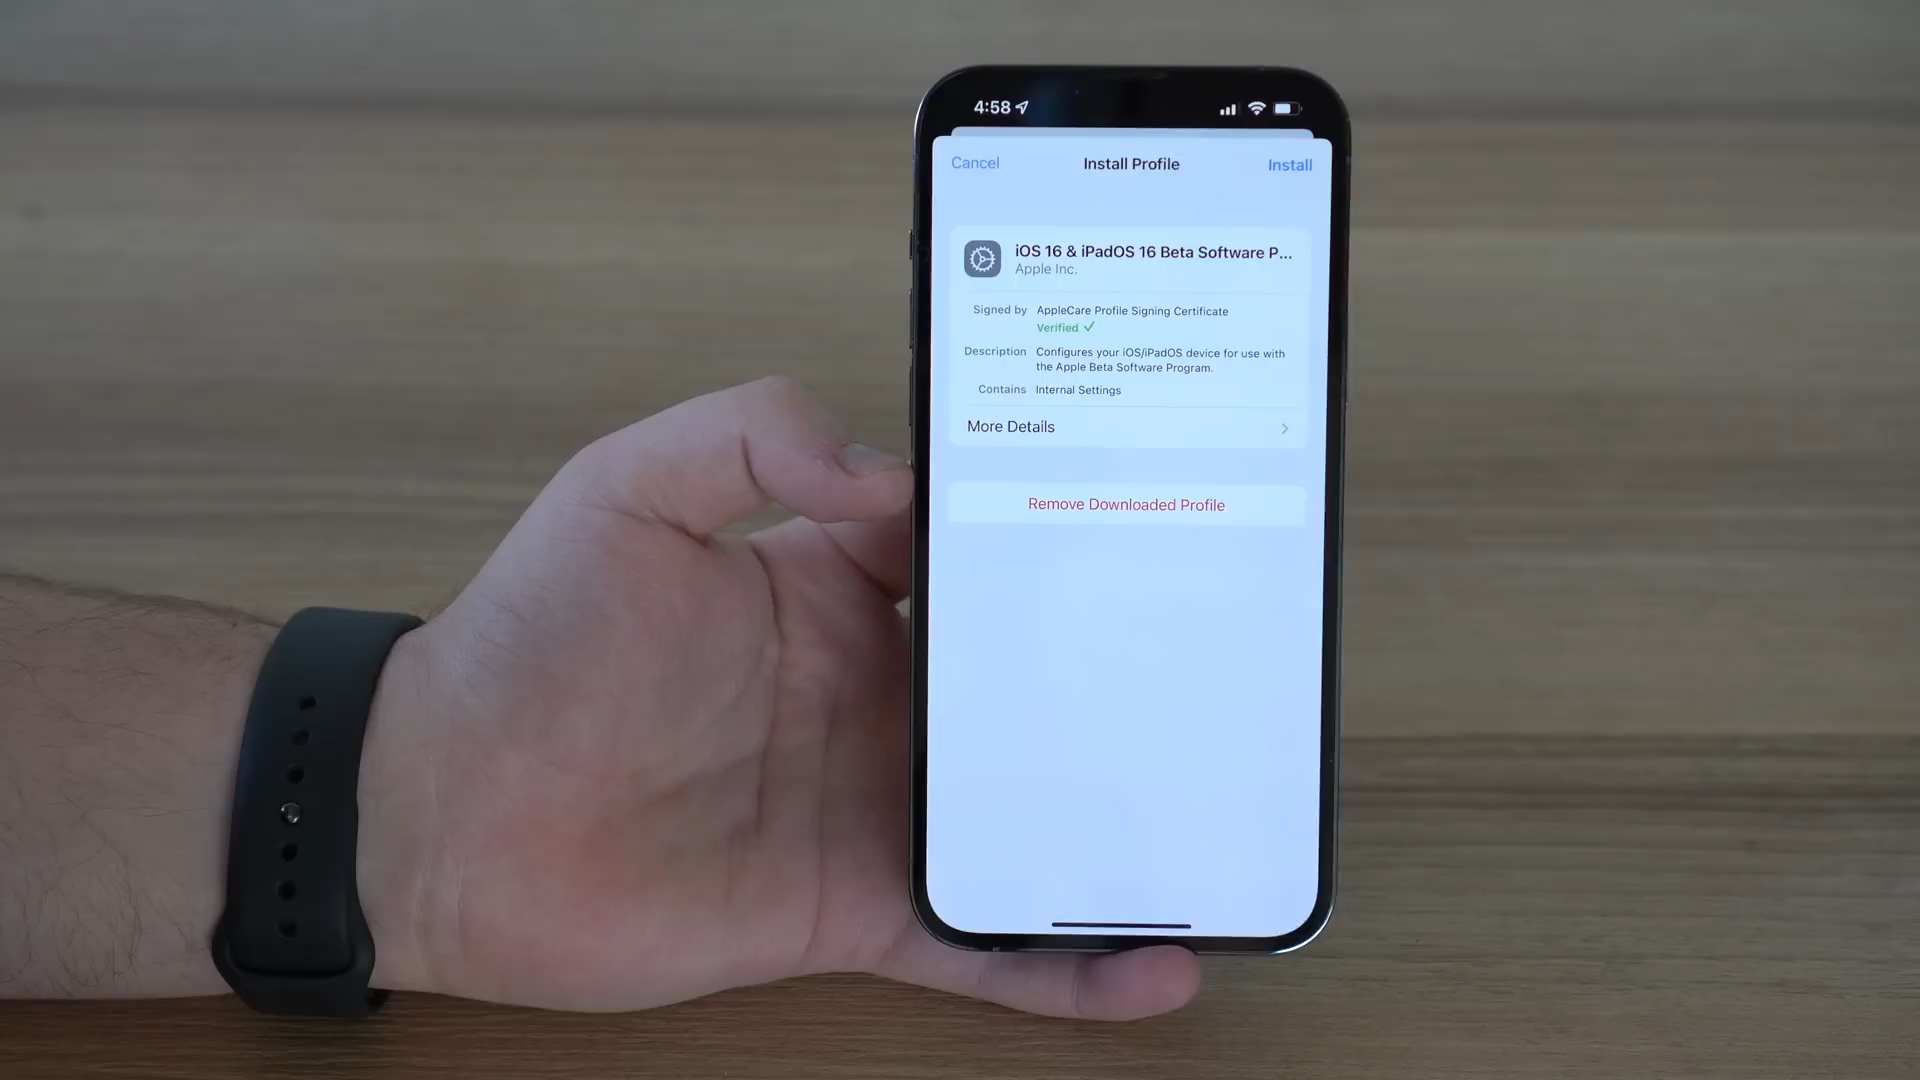 4:58
Cancel
Install Profile
Install
iOS 16 & iPadOS 16 Beta Software P...
Apple Inc.
Signed by
AppleCare Profile Signing Certificate
Verified ✓
Description
Configures your iOS/iPadOS device for use with
the Apple Beta Software Program.
Contains
Internal Settings
More Details
Remove Downloaded Profile